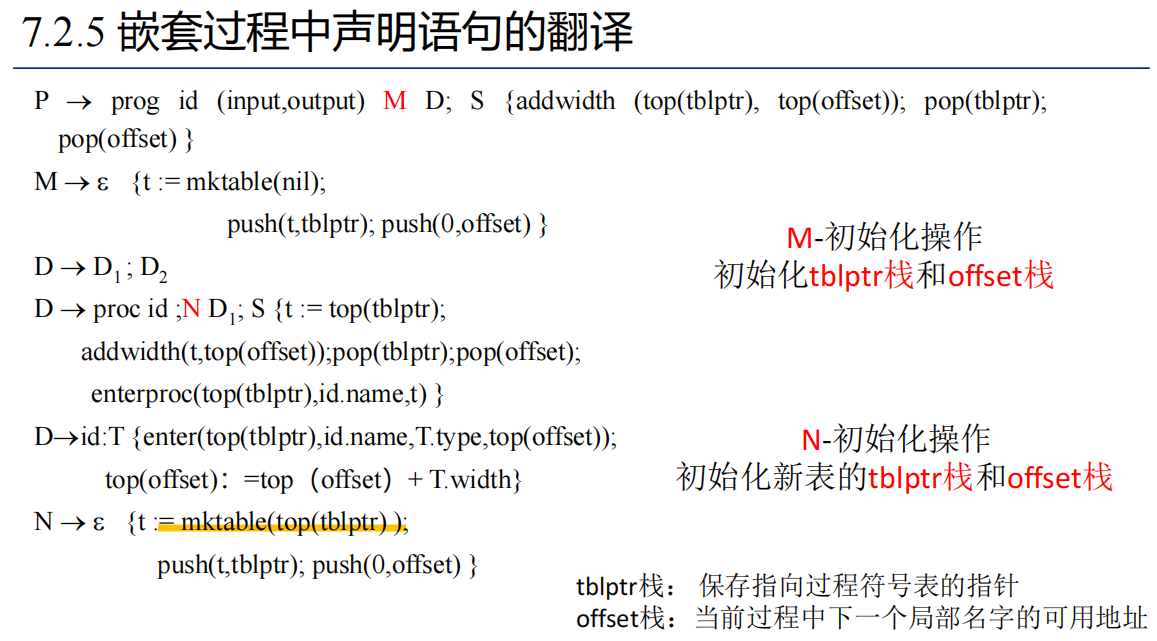 7.2.5 嵌套过程中声明语句的翻译
P → prog id (input,output) M D; S {addwidth (top(tblptr), top(offset)); pop(tblptr);
pop(offset) }
M → ε {t := mktable(nil);
push(t,tblptr); push(0,offset) }
M-初始化操作
初始化tblptr栈和offset栈
D → D1 ; D2
D → proc id ;N D1; S {t := top(tblptr);
addwidth(t,top(offset));pop(tblptr);pop(offset);
enterproc(top(tblptr),id.name,t) }
D→id:T {enter(top(tblptr),id.name,T.type,top(offset));
top(offset)：=top（offset）+ T.width}
N-初始化操作
初始化新表的tblptr栈和offset栈
N → ε {t := mktable(top(tblptr) );
push(t,tblptr); push(0,offset) }
tblptr栈： 保存指向过程符号表的指针
offset栈：当前过程中下一个局部名字的可用地址